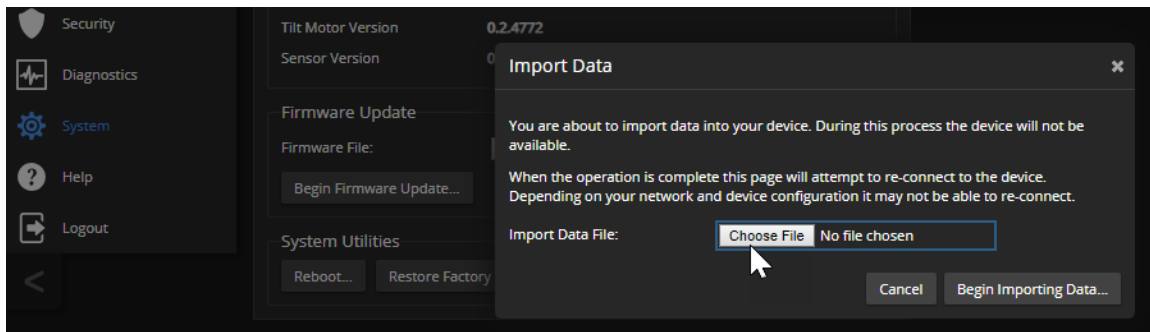 Security
Diagnostics
System
Help
Logout
<
Tilt Motor Version 0.2.4772
Sensor Version 0
Firmware Update
Firmware File:
Begin Firmware Update...
System Utilities
Reboot... Restore Factory
Import Data
You are about to import data into your device. During this process the device will not be
available.
When the operation is complete this page will attempt to re-connect to the device.
Depending on your network and device configuration it may not be able to re-connect.
Import Data File: Choose File No file chosen
Cancel Begin Importing Data...